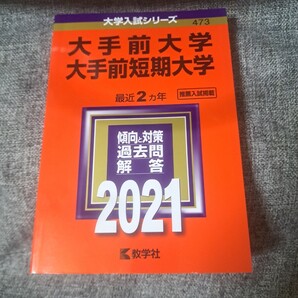 大学入試シリーズ
473
大手前大学
大手前短期大学
最近2ヵ年
推薦入試掲載
傾向と対策
過去問
解答
2021
教学社